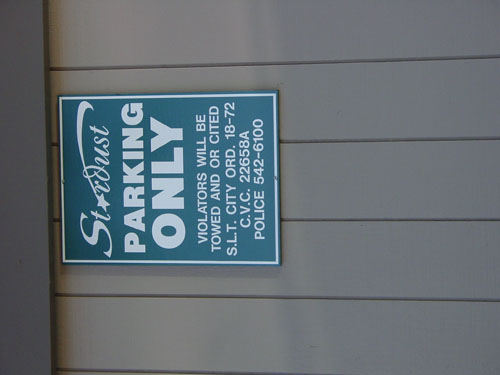 Stardust
PARKING
ONLY
VIOLATORS WILL BE
TOWED AND OR CITED
S.L.T. CITY ORD. 18-72
C.V.C. 22658A
POLICE 542-6100